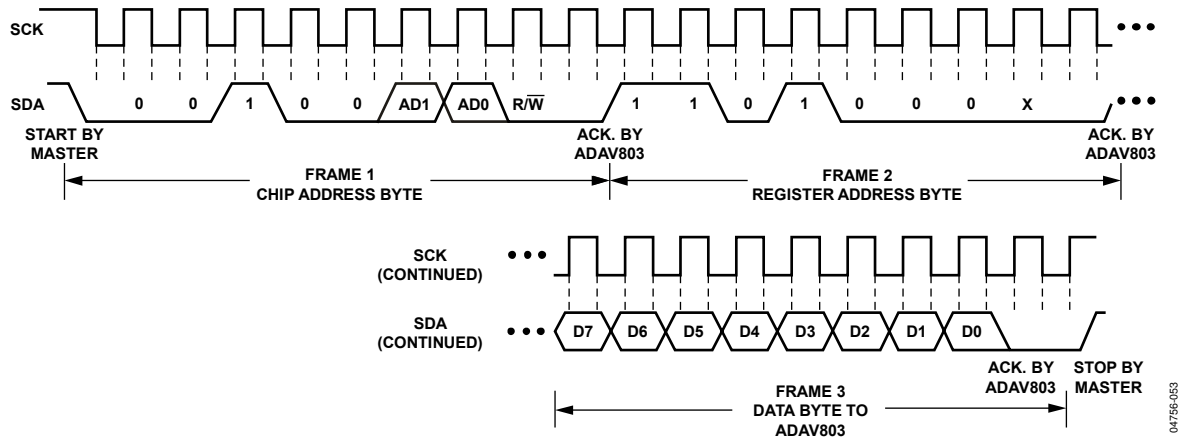 SCK
SDA 0 0 1 0 0 AD1 AD0 R/W̅ 1 1 0 1 0 0 0 X
START BY
MASTER
ACK. BY
ADAV803
ACK. BY
ADAV803
FRAME 1
CHIP ADDRESS BYTE
FRAME 2
REGISTER ADDRESS BYTE
SCK
(CONTINUED)
SDA
(CONTINUED)
D7 D6 D5 D4 D3 D2 D1 D0
ACK. BY
ADAV803
STOP BY
MASTER
FRAME 3
DATA BYTE TO
ADAV803
04756-053